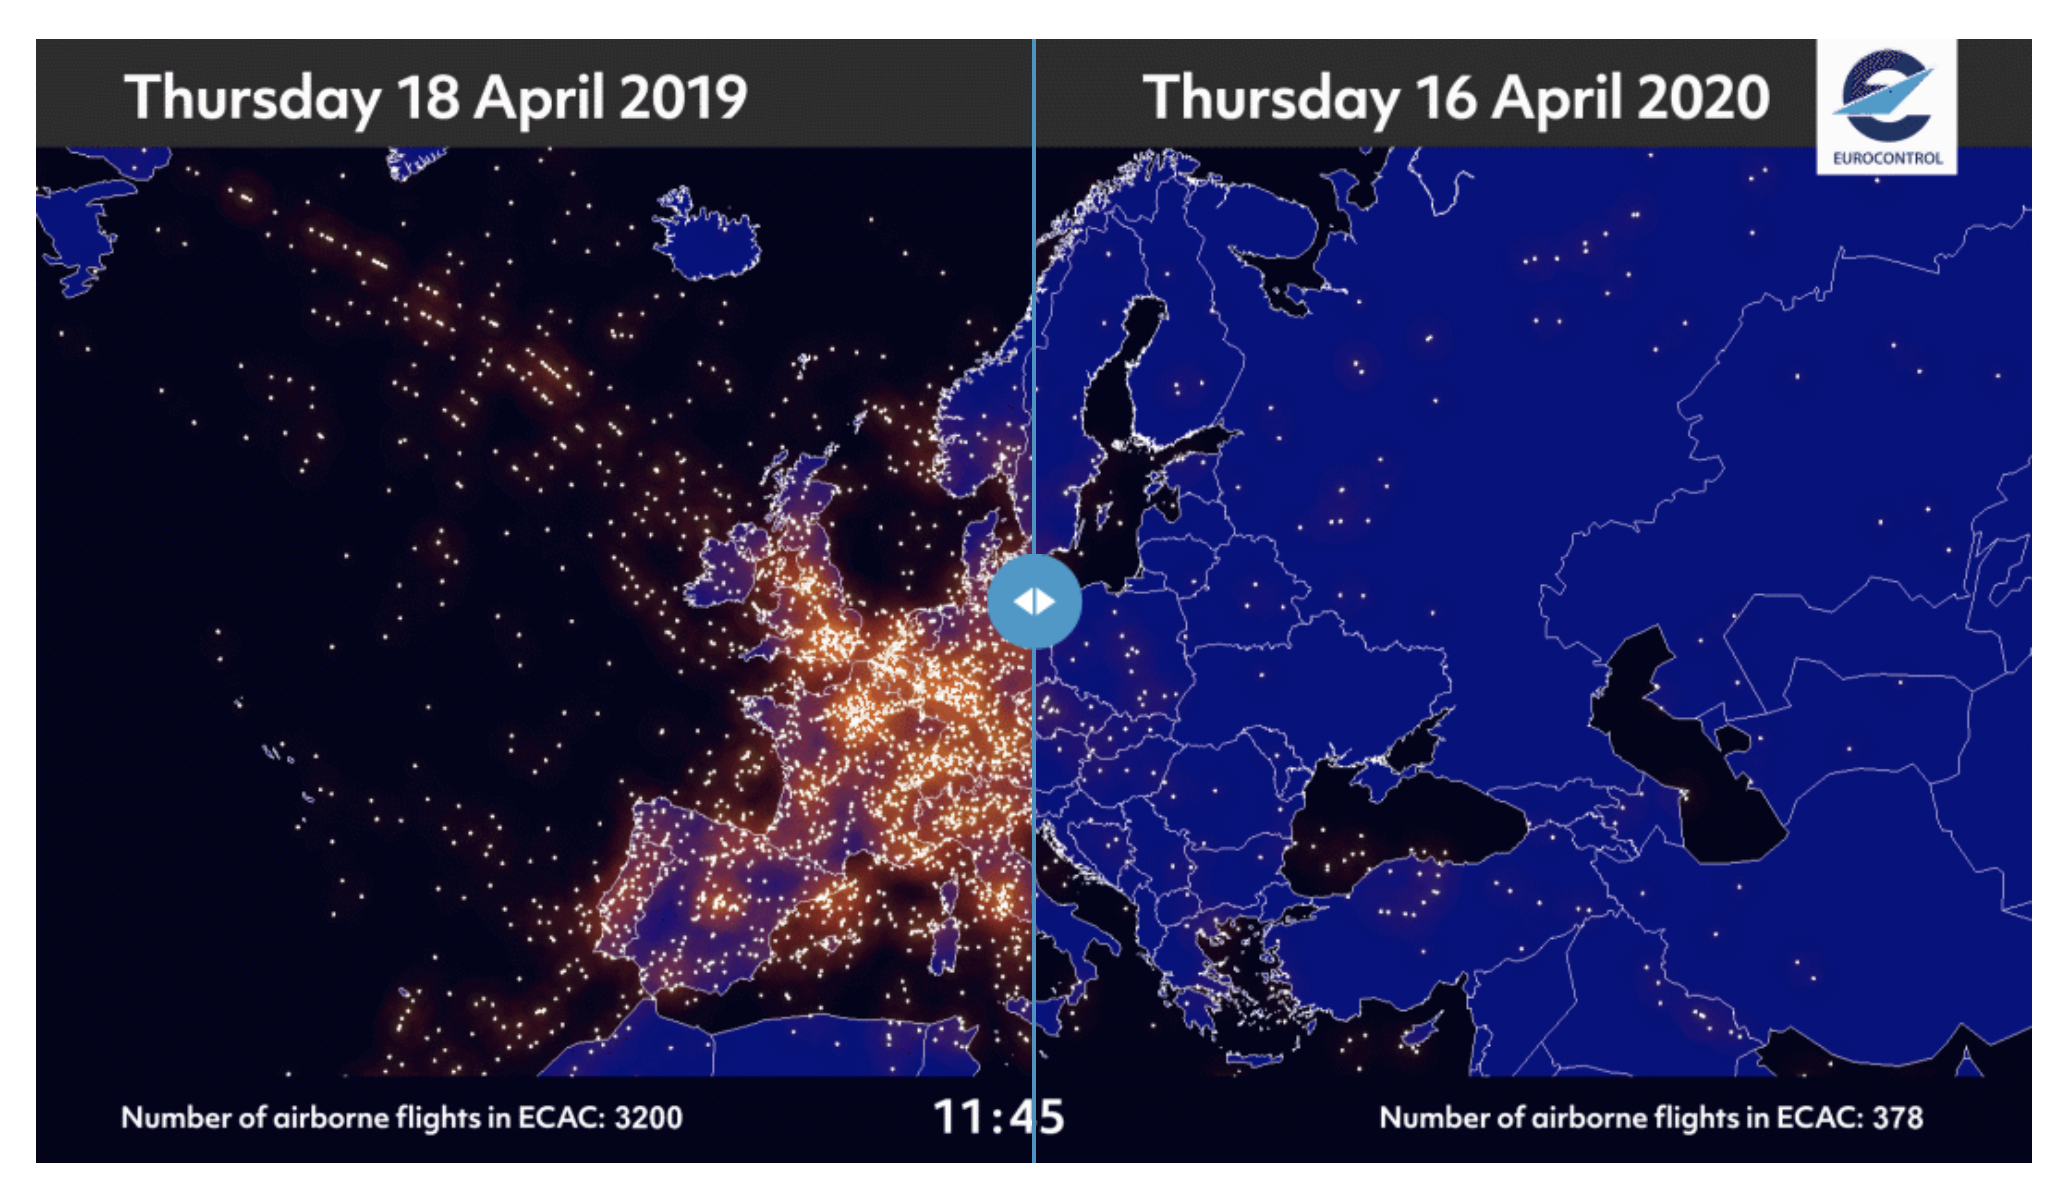 Thursday 18 April 2019
Thursday 16 April 2020
EUROCONTROL
Number of airborne flights in ECAC: 3200
11:45
Number of airborne flights in ECAC: 378